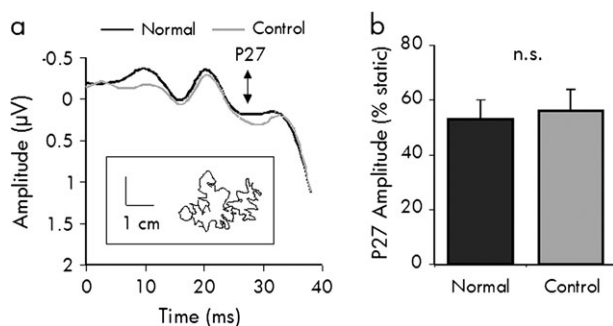 a
Normal
Control
P27
Amplitude (µV)
-0.5
0
0.5
1
1.5
2
1 cm
0
10
20
30
40
Time (ms)
b
n.s.
P27 Amplitude (% static)
80
60
40
20
0
Normal
Control